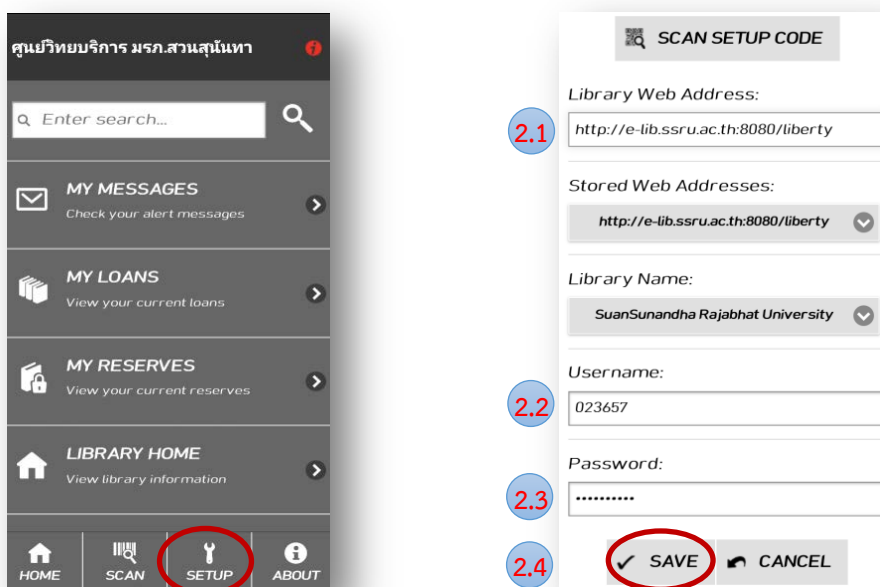 ศูนย์วิทยบริการ มรภ.สวนสุนันทา
Enter search...
MY MESSAGES
Check your alert messages
MY LOANS
View your current loans
MY RESERVES
View your current reserves
LIBRARY HOME
View library information
HOME SCAN SETUP ABOUT
SCAN SETUP CODE
Library Web Address:
2.1 http://e-lib.ssru.ac.th:8080/liberty
Stored Web Addresses:
http://e-lib.ssru.ac.th:8080/liberty
Library Name:
SuanSunandha Rajabhat University
Username:
2.2 023657
Password:
2.3 ••••••••••
2.4 SAVE CANCEL